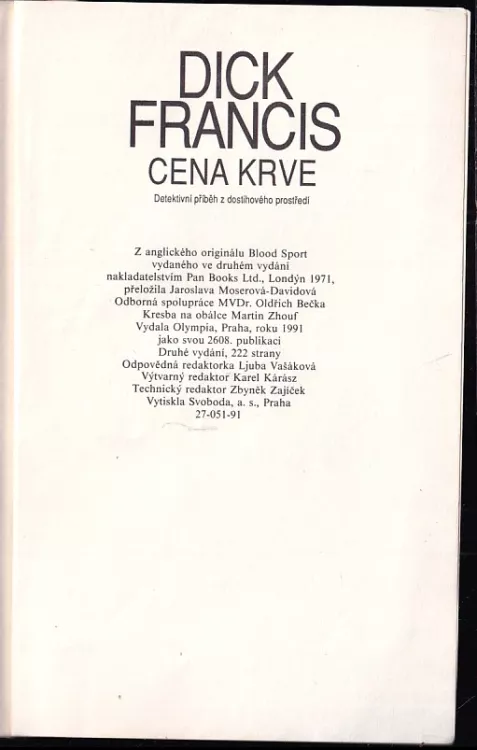 DICK
FRANCIS
CENA KRVE
Detektivní příběh z dostihového prostředí
Z anglického originálu Blood Sport
vydaného ve druhém vydání
nakladatelstvím Pan Books Ltd., Londýn 1971,
přeložila Jaroslava Moserová-Davidová
Odborná spolupráce MVDr. Oldřich Bečka
Kresba na obálce Martin Zhouf
Vydala Olympia, Praha, roku 1991
jako svou 2608. publikaci
Druhé vydání, 222 strany
Odpovědná redaktorka Ljuba Vašáková
Výtvarný redaktor Karel Kárász
Technický redaktor Zbyněk Zajíček
Vytiskla Svoboda, a. s., Praha
27-051-91